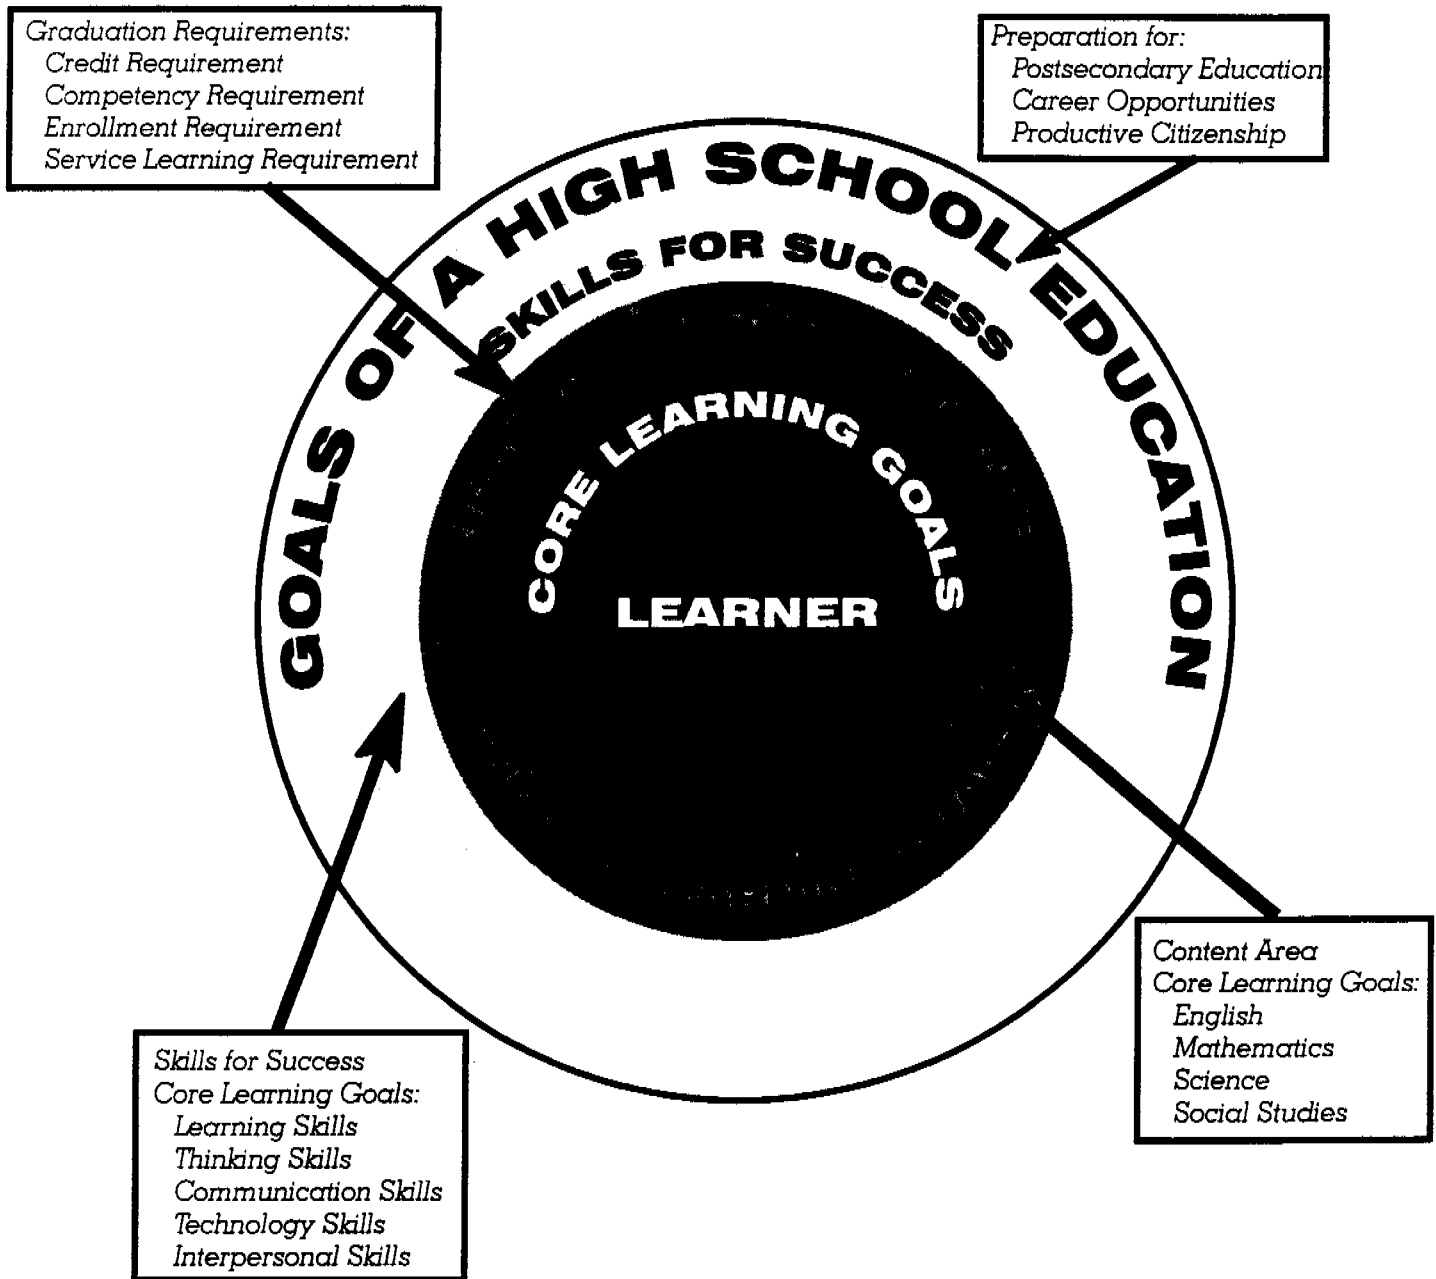 Graduation Requirements:
Credit Requirement
Competency Requirement
Enrollment Requirement
Service Learning Requirement
Preparation for:
Postsecondary Education
Career Opportunities
Productive Citizenship
GOALS OF A HIGH SCHOOL EDUCATION
SKILLS FOR SUCCESS
CORE LEARNING GOALS
LEARNER
Skills for Success
Core Learning Goals:
Learning Skills
Thinking Skills
Communication Skills
Technology Skills
Interpersonal Skills
Content Area
Core Learning Goals:
English
Mathematics
Science
Social Studies